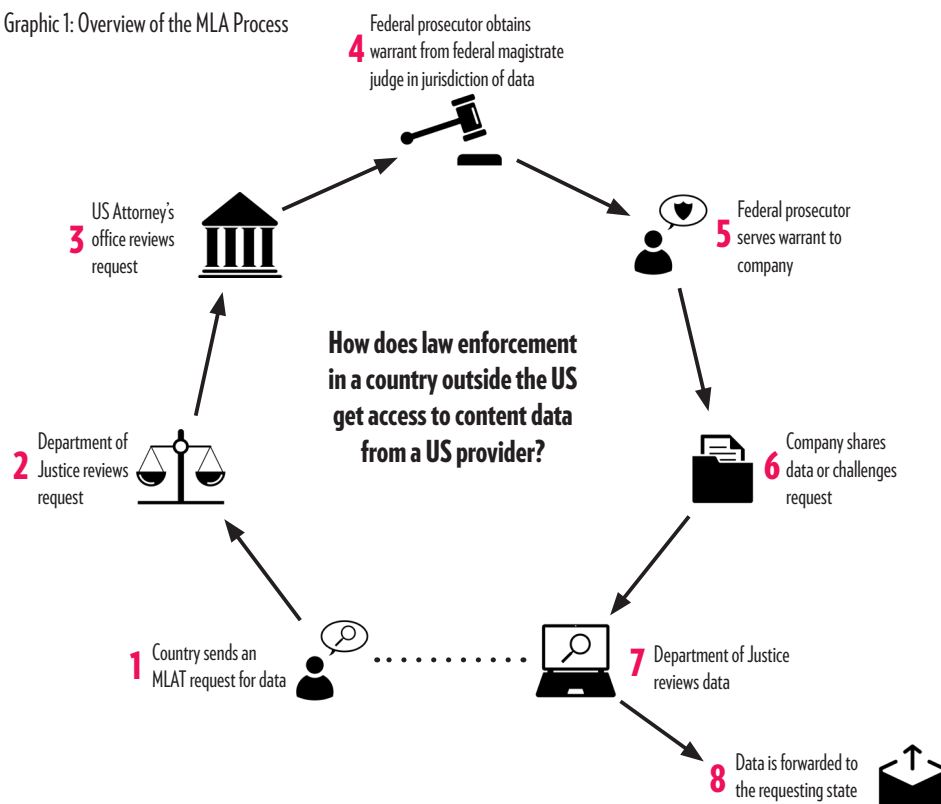 Graphic 1: Overview of the MLA Process
4
Federal prosecutor obtains
warrant from federal magistrate
judge in jurisdiction of data
3
US Attorney's
office reviews
request
5
Federal prosecutor
serves warrant to
company
How does law enforcement
in a country outside the US
get access to content data
from a US provider?
2
Department of
Justice reviews
request
6
Company shares
data or challenges
request
1
Country sends an
MLAT request for data
7
Department of Justice
reviews data
8
Data is forwarded to
the requesting state